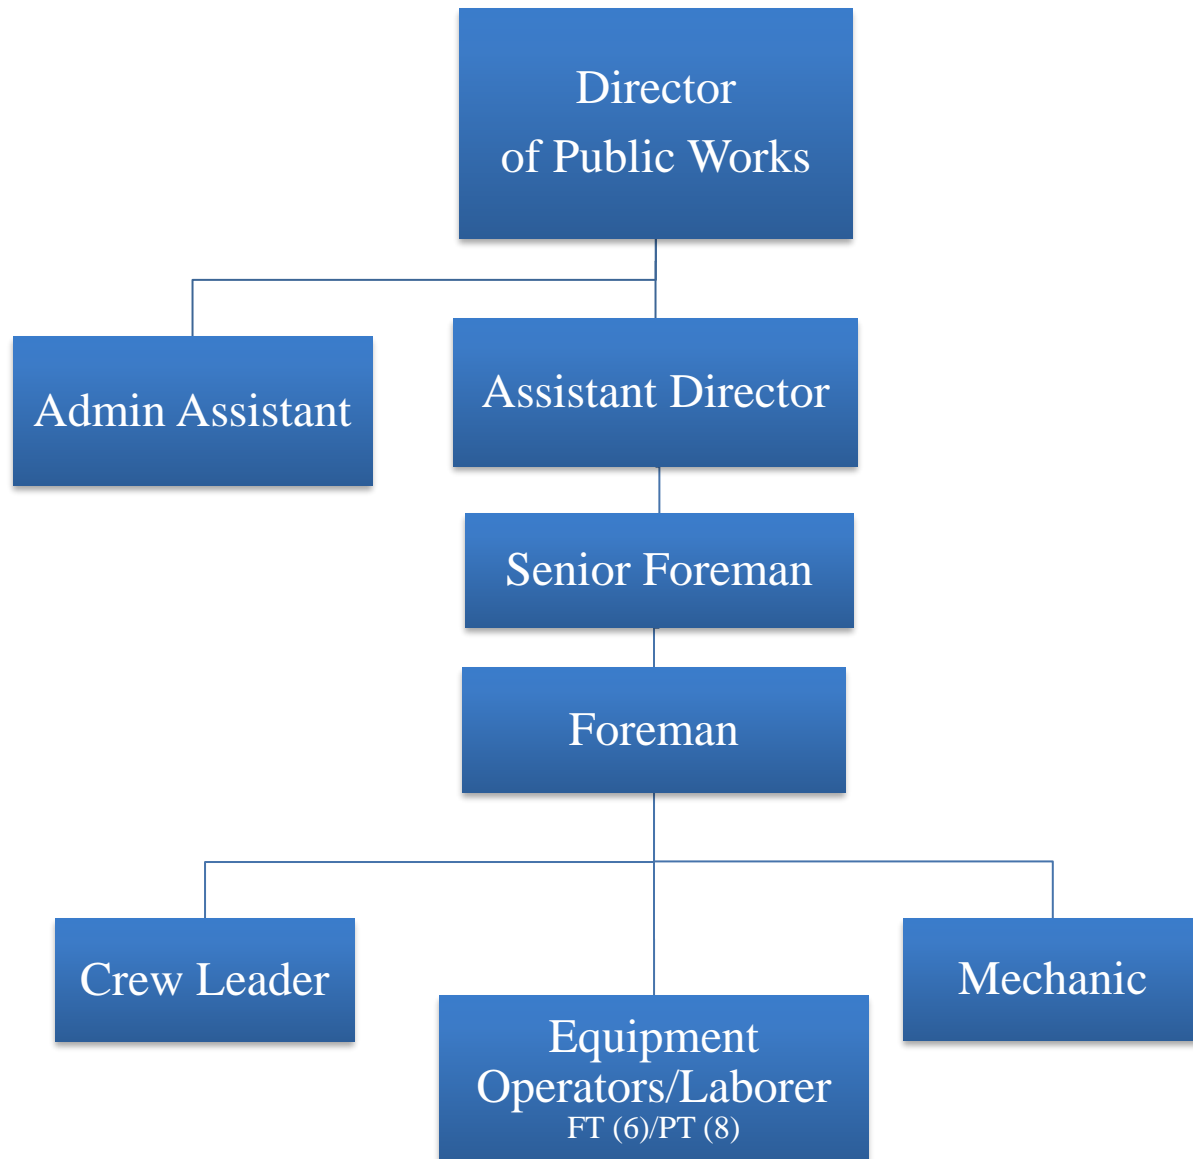 Director
of Public Works
Admin Assistant
Assistant Director
Senior Foreman
Foreman
Crew Leader
Mechanic
Equipment
Operators/Laborer
FT (6)/PT (8)